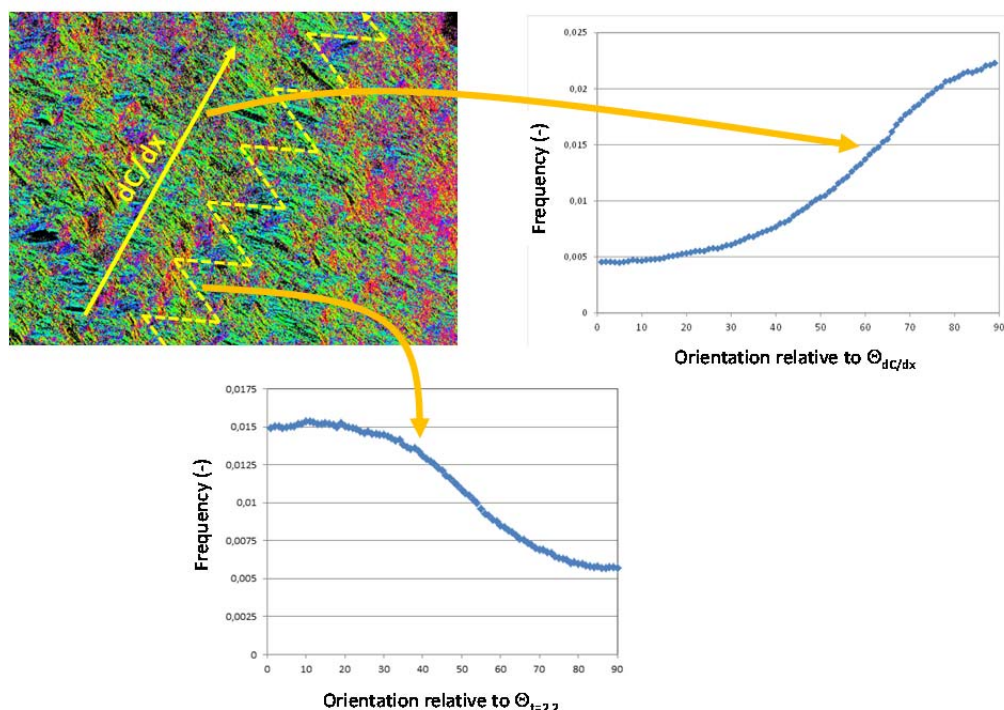 dC/dx
0,025
0,02
0,015
0,01
0,005
0
Frequency (-)
0 10 20 30 40 50 60 70 80 90
Orientation relative to ΘdC/dx
0,0175
0,015
0,0125
0,01
0,0075
0,005
0,0025
0
Frequency (-)
0 10 20 30 40 50 60 70 80 90
Orientation relative to Θt=2,2